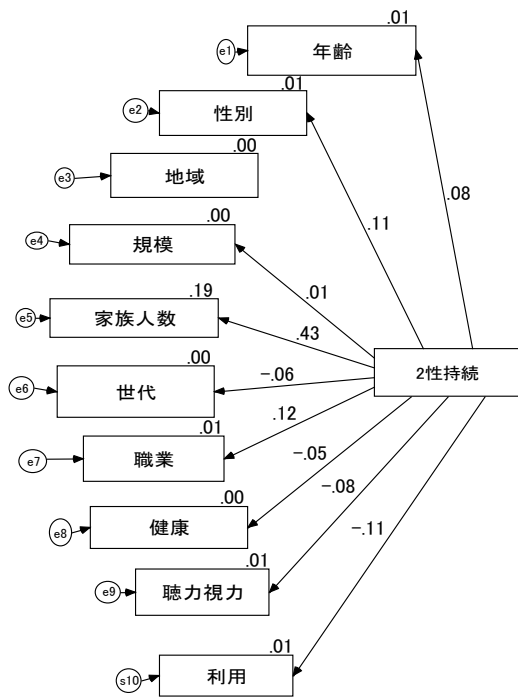 .01
e1
年齢
.01
e2
性別
.08
.00
e3
地域
.11
.00
e4
規模
.01
.19
e5
家族人数
.43
2性持続
.00
-.06
e6
世代
.12
.01
e7
職業
-.05
.00
-.08
e8
健康
-.11
.01
e9
聴力視力
.01
s10
利用